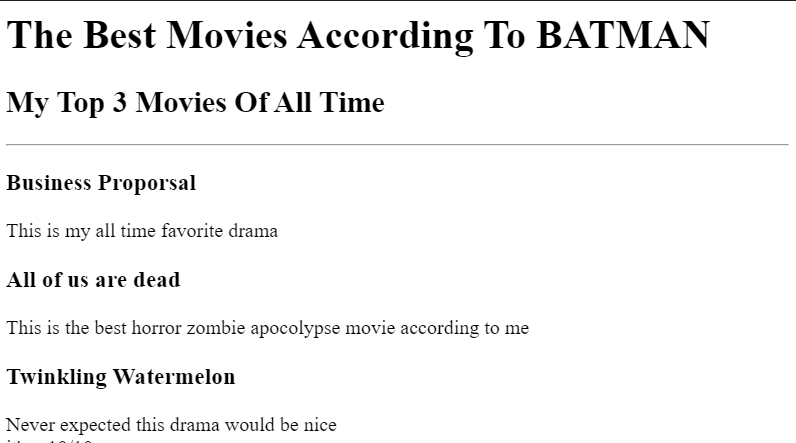 The Best Movies According To BATMAN
My Top 3 Movies Of All Time
Business Proporsal
This is my all time favorite drama
All of us are dead
This is the best horror zombie apocolypse movie according to me
Twinkling Watermelon
Never expected this drama would be nice